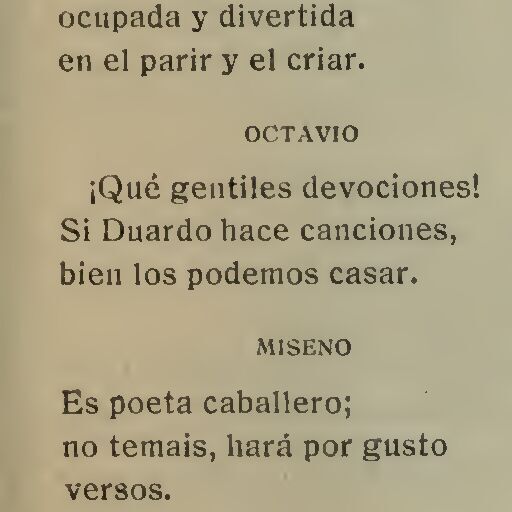 ocupada y divertida
en el parir y el criar.
OCTAVIO
¡Qué gentiles devociones!
Si Duardo hace canciones,
bien los podemos casar.
MISENO
Es poeta caballero;
no temais, hará por gusto
versos.